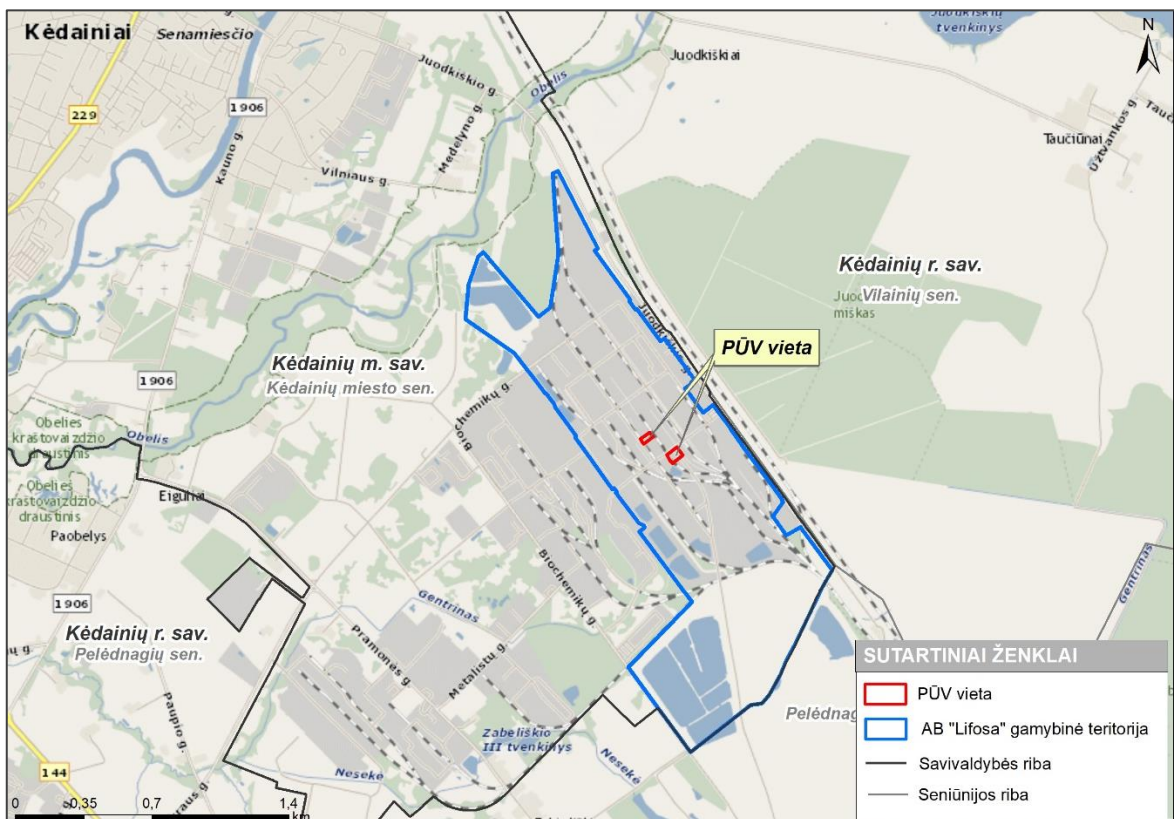 Kėdainiai
Senamiesčio
Juodkiškių
tvenkinys
N
Juodkiškio g.
Juodkiškiai
Obelis
229
1906
Kauno g.
Medelyno g.
Vilniaus g.
Taučiūnai
Užtvankos g.
Kėdainių r. sav.
Vilainių sen.
miškas
PŪV vieta
Kėdainių m. sav.
Kėdainių miesto sen.
1906
Biochemikų g.
Obelies
kraštovaizdžio
draustinis
Obelis
Obelies
kraštovaizdžio
draustinis
Paobelys
Eiguliai
Biochemikų g.
Gentrinas
Gentrinas
1906
Kėdainių r. sav.
Pelėdnagių sen.
Pramonės g.
Metalistų g.
Paupio g.
Zabeliškio
III tvenkinys
Nesekė
Nesekė
144
SUTARTINIAI ŽENKLAI
PŪV vieta
AB "Lifosa" gamybinė teritorija
Savivaldybės riba
Seniūnijos riba
0 0,35 0,7 1,4
km